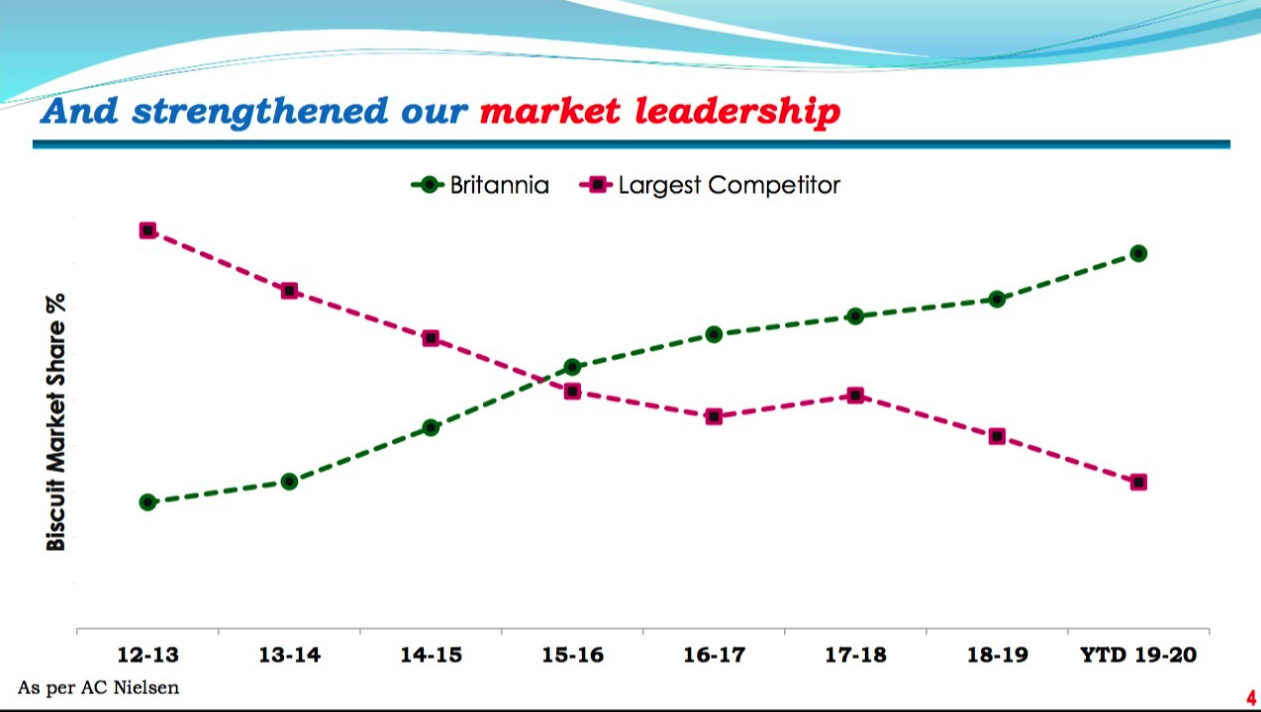 And strengthened our market leadership
Britannia Largest Competitor
Biscuit Market Share %
12-13 13-14 14-15 15-16 16-17 17-18 18-19 YTD 19-20
As per AC Nielsen
4